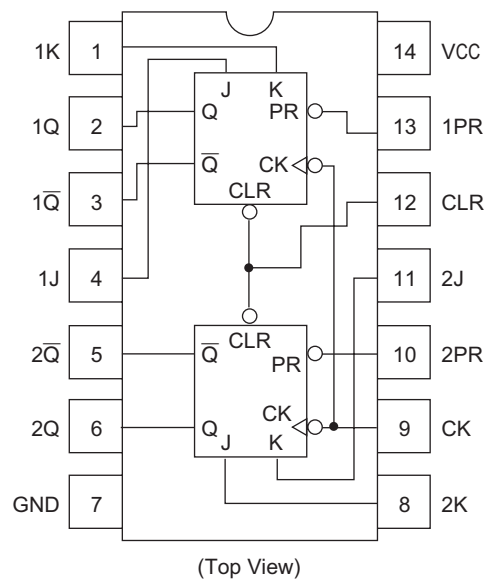 1K 1 14 VCC
J K
1Q 2 Q PR 13 1PR
1Q̅ 3 Q̅ CK 12 CLR
CLR
1J 4 11 2J
2Q̅ 5 Q̅ CLR 10 2PR
PR
2Q 6 Q CK 9 CK
J K
GND 7 8 2K
(Top View)